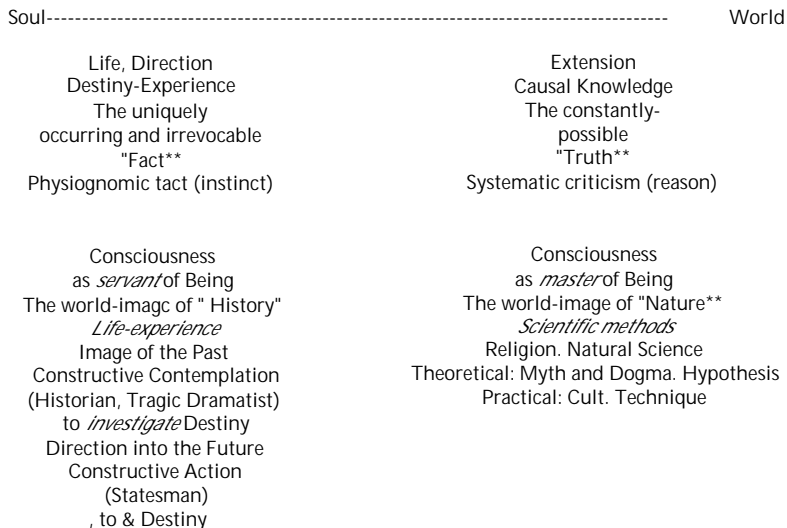 Soul------------------------------------------------------------------------------------ World
Life, Direction
Destiny-Experience
The uniquely
occurring and irrevocable
"Fact**
Physiognomic tact (instinct)
Extension
Causal Knowledge
The constantly-
possible
"Truth**
Systematic criticism (reason)
Consciousness
as servant of Being
The world-imagc of " History"
Life-experience
Image of the Past
Constructive Contemplation
(Historian, Tragic Dramatist)
to investigate Destiny
Direction into the Future
Constructive Action
(Statesman)
, to & Destiny
Consciousness
as master of Being
The world-image of "Nature**
Scientific methods
Religion. Natural Science
Theoretical: Myth and Dogma. Hypothesis
Practical: Cult. Technique